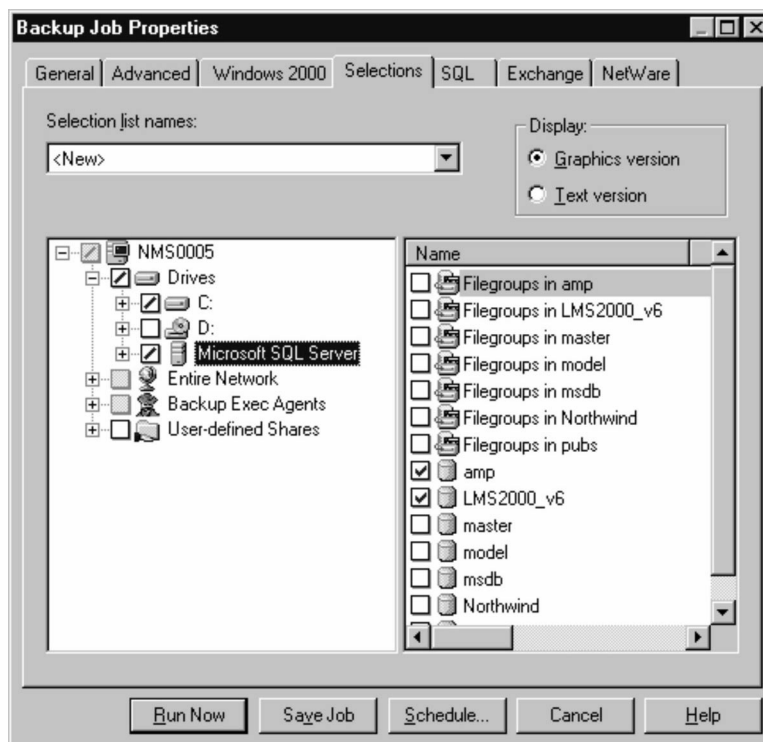 Backup Job Properties
General Advanced Windows 2000 Selections SQL Exchange NetWare
Selection list names:
<New>
Display:
Graphics version
Text version
NMS0005
Drives
C:
D:
Microsoft SQL Server
Entire Network
Backup Exec Agents
User-defined Shares
Name
Filegroups in amp
Filegroups in LMS2000_v6
Filegroups in master
Filegroups in model
Filegroups in msdb
Filegroups in Northwind
Filegroups in pubs
amp
LMS2000_v6
master
model
msdb
Northwind
Run Now Save Job Schedule... Cancel Help